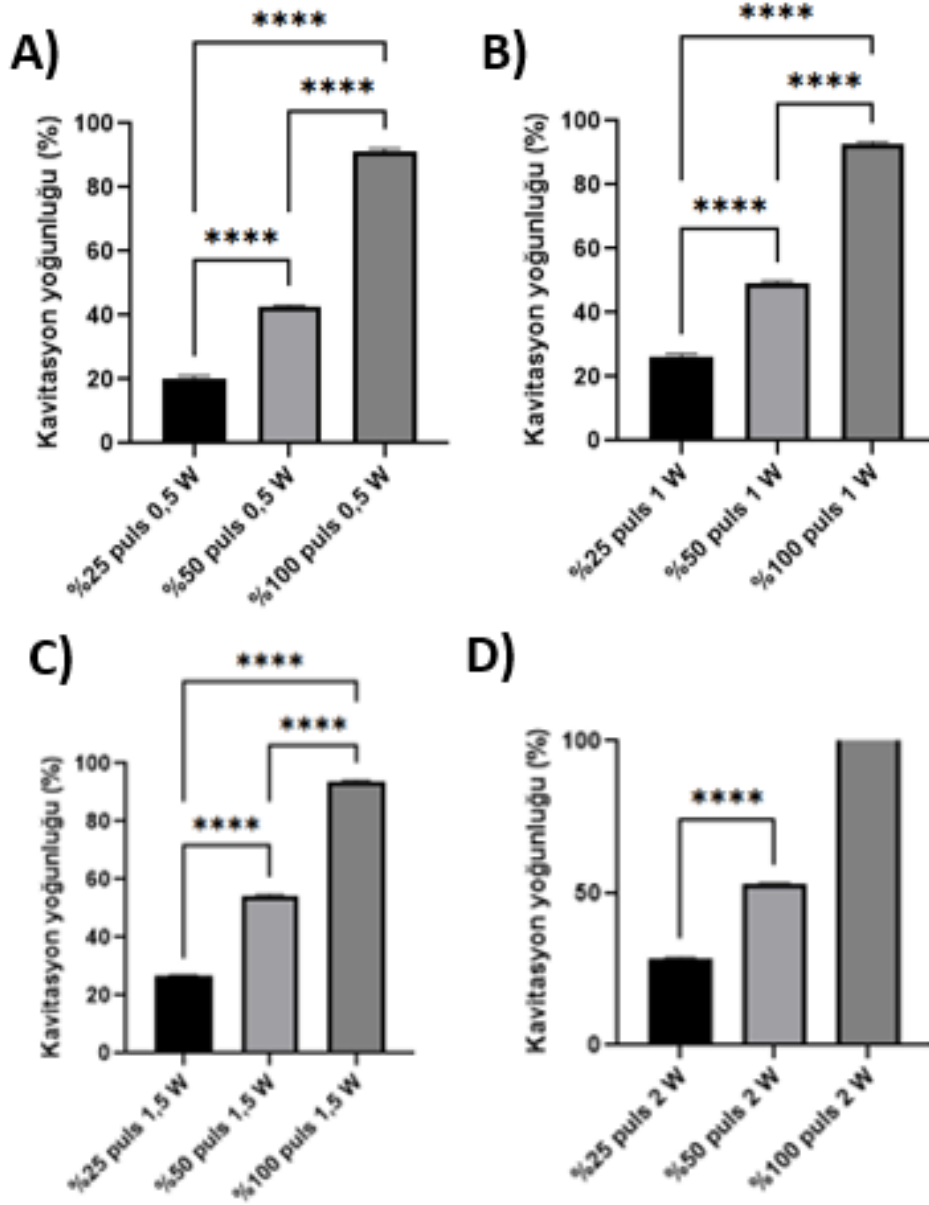 A)
****
****
****
Kavitasyon yoğunluğu (%)
100
80
60
40
20
0
%25 puls 0,5 W
%50 puls 0,5 W
%100 puls 0,5 W
B)
****
****
****
Kavitasyon yoğunluğu (%)
100
80
60
40
20
0
%25 puls 1 W
%50 puls 1 W
%100 puls 1 W
C)
****
****
****
Kavitasyon yoğunluğu (%)
100
80
60
40
20
0
%25 puls 1,5 W
%50 puls 1,5 W
%100 puls 1,5 W
D)
****
Kavitasyon yoğunluğu (%)
100
50
0
%25 puls 2 W
%50 puls 2 W
%100 puls 2 W